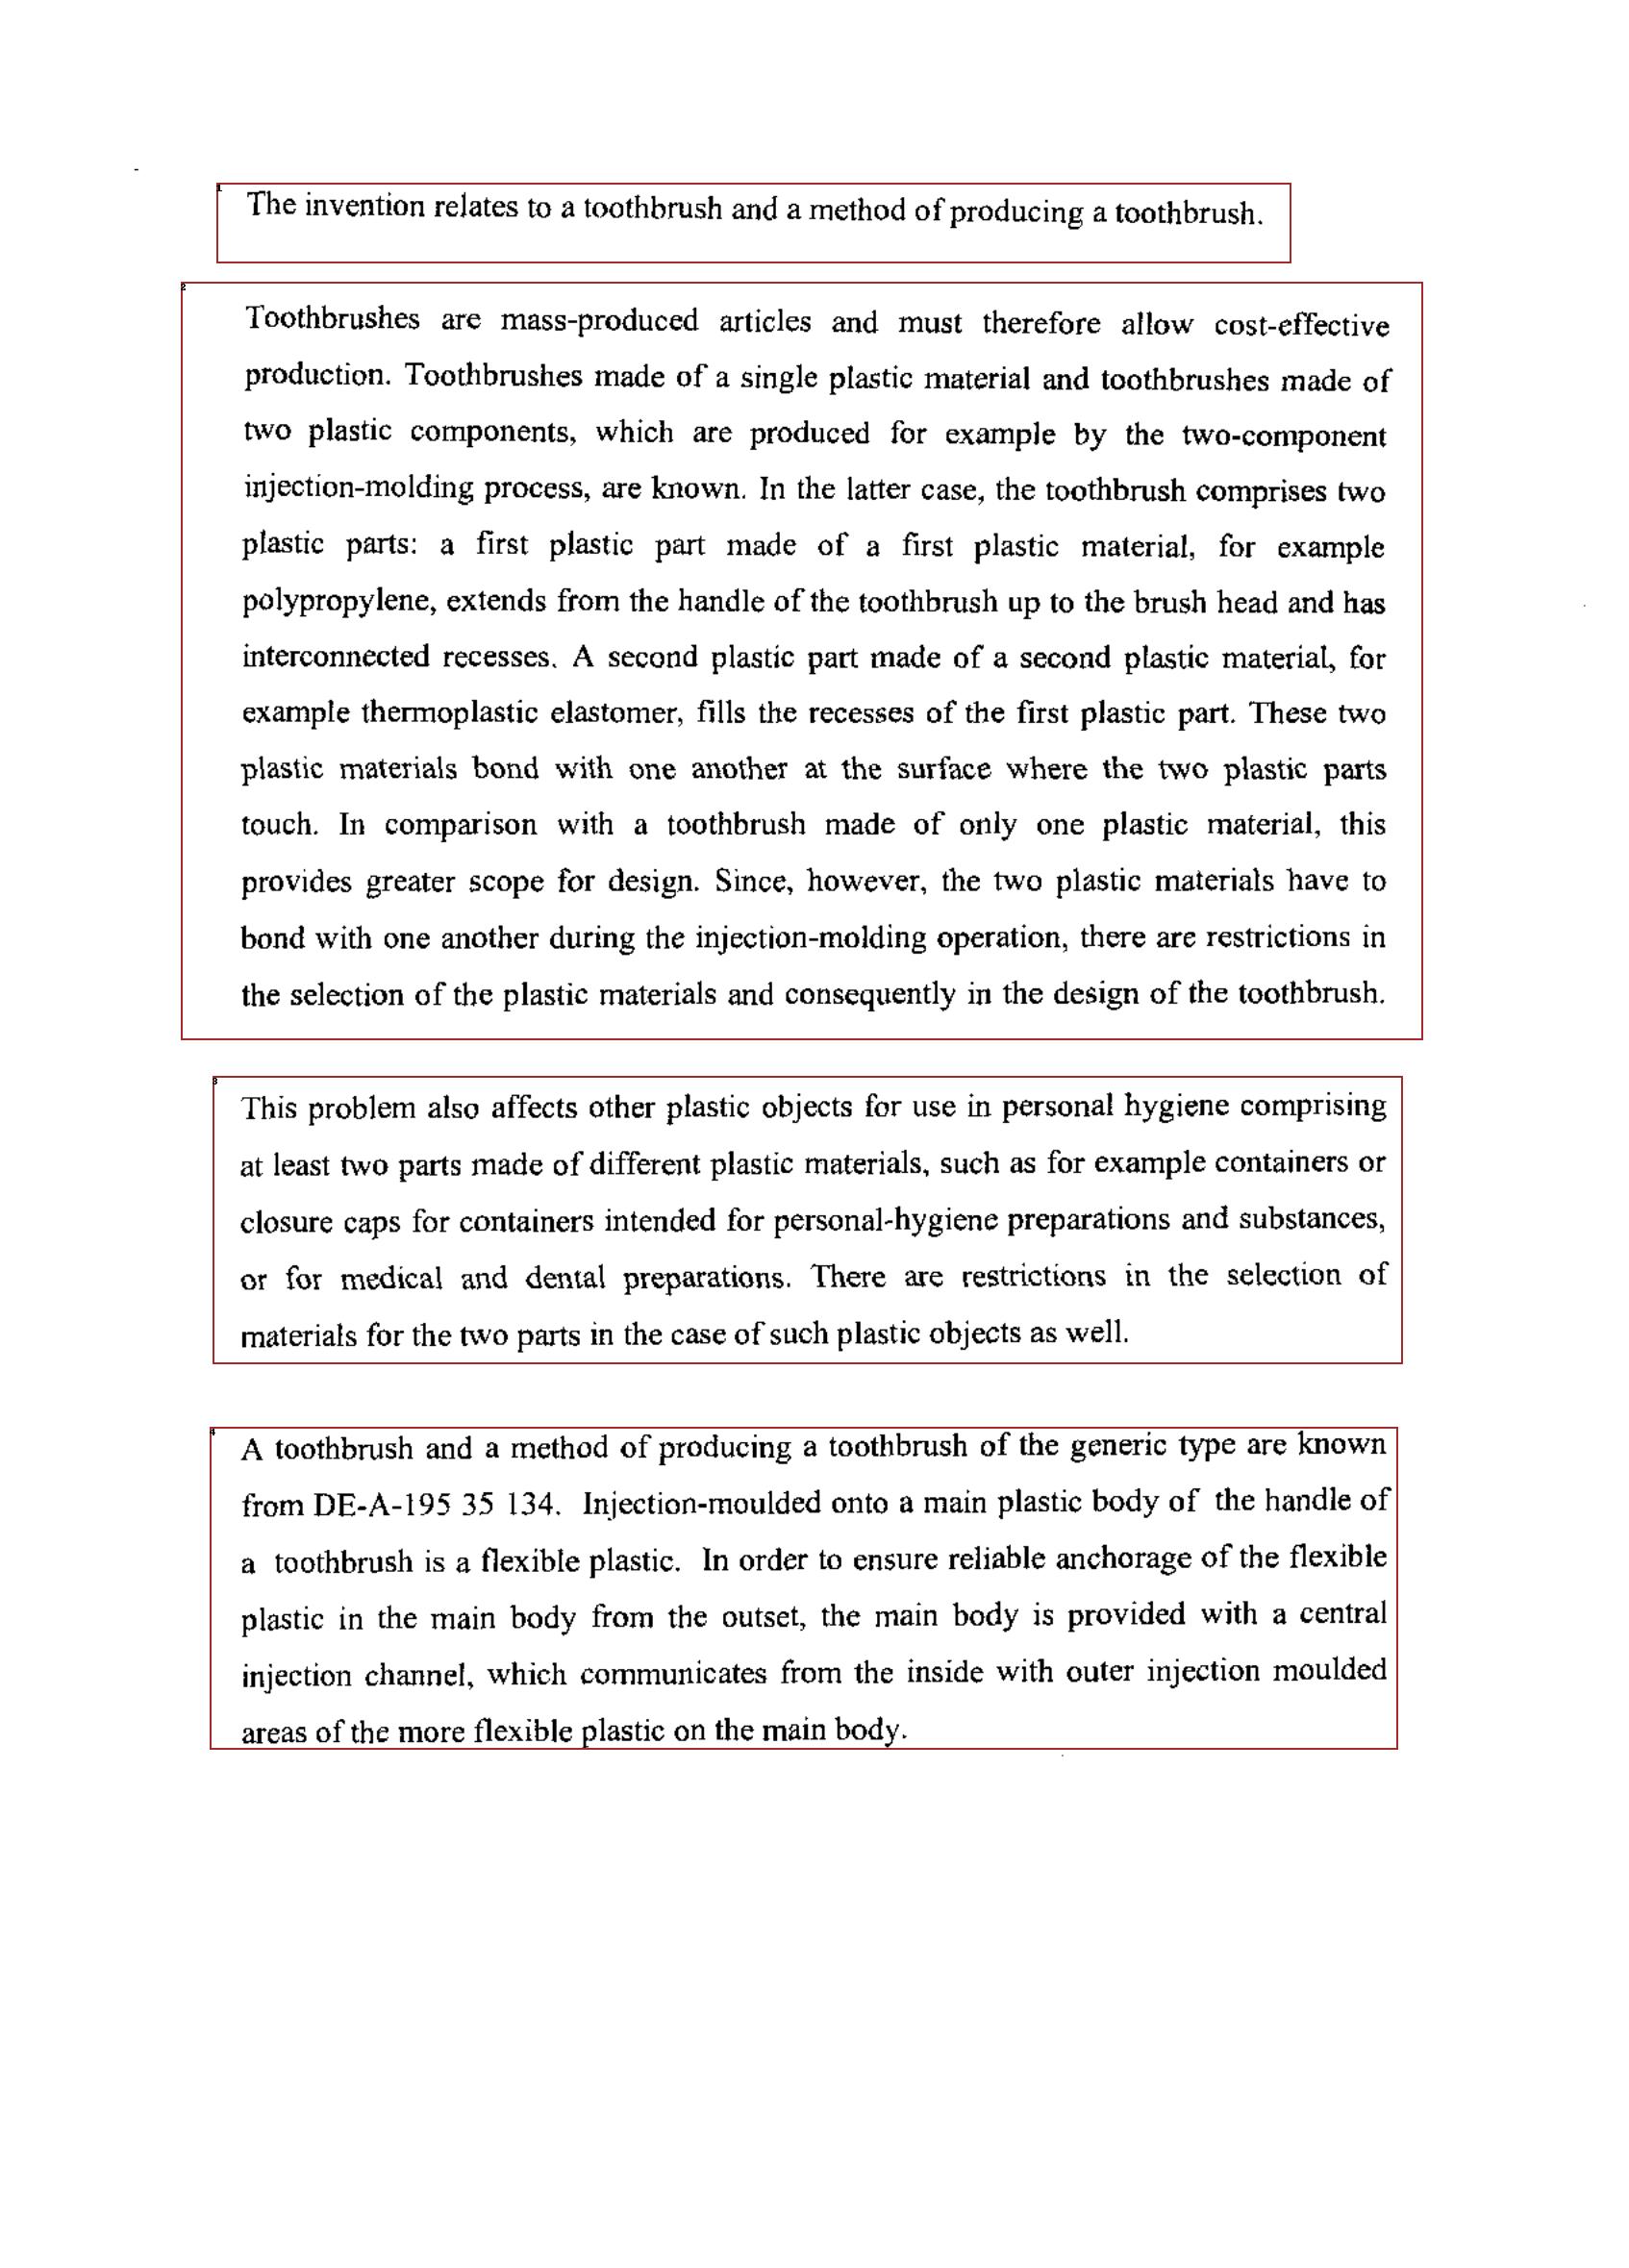 The invention relates to a toothbrush and a method of producing a toothbrush.
Toothbrushes are mass-produced articles and must therefore allow cost-effective
production. Toothbrushes made of a single plastic material and toothbrushes made of
two plastic components, which are produced for example by the two-component
injection-molding process, are known. In the latter case, the toothbrush comprises two
plastic parts: a first plastic part made of a first plastic material, for example
polypropylene, extends from the handle of the toothbrush up to the brush head and has
interconnected recesses. A second plastic part made of a second plastic material, for
example thermoplastic elastomer, fills the recesses of the first plastic part. These two
plastic materials bond with one another at the surface where the two plastic parts
touch. In comparison with a toothbrush made of only one plastic material, this
provides greater scope for design. Since, however, the two plastic materials have to
bond with one another during the injection-molding operation, there are restrictions in
the selection of the plastic materials and consequently in the design of the toothbrush.
This problem also affects other plastic objects for use in personal hygiene comprising
at least two parts made of different plastic materials, such as for example containers or
closure caps for containers intended for personal-hygiene preparations and substances,
or for medical and dental preparations. There are restrictions in the selection of
materials for the two parts in the case of such plastic objects as well.
A toothbrush and a method of producing a toothbrush of the generic type are known
from DE-A-195 35 134. Injection-moulded onto a main plastic body of the handle of
a toothbrush is a flexible plastic. In order to ensure reliable anchorage of the flexible
plastic in the main body from the outset, the main body is provided with a central
injection channel, which communicates from the inside with outer injection moulded
areas of the more flexible plastic on the main body.